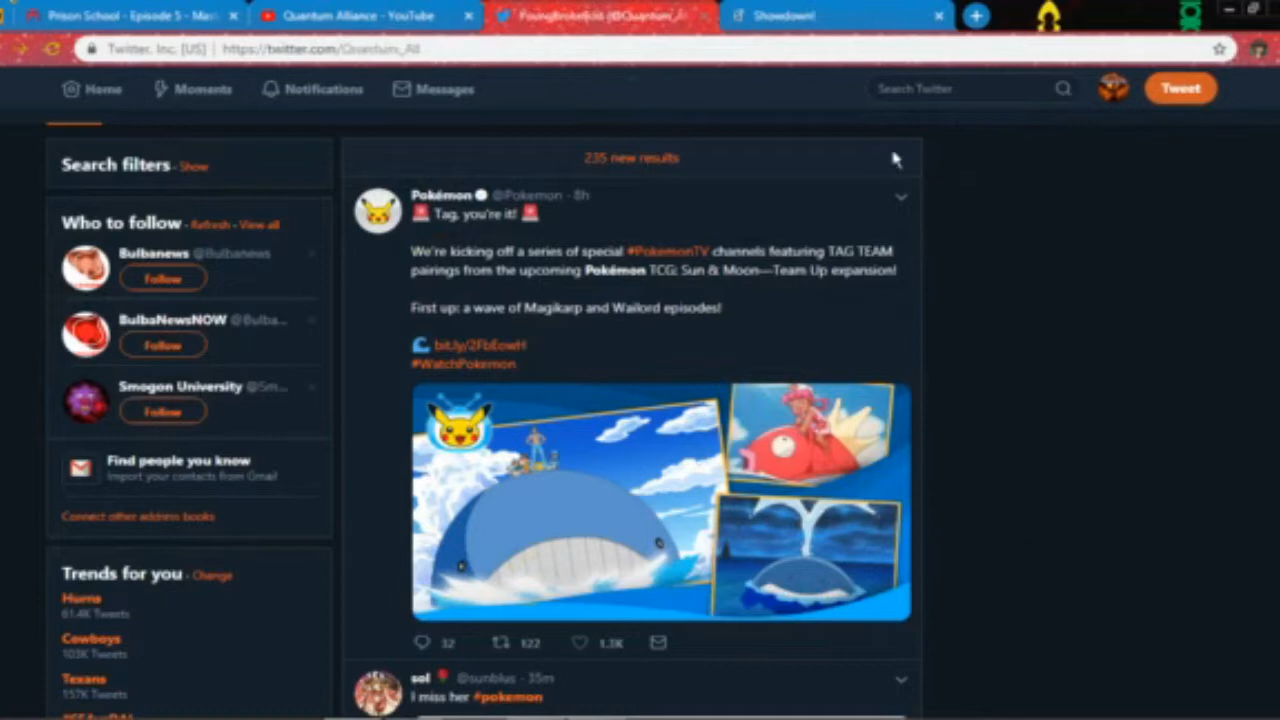 Prison School - Episode 5 - Mast
Quantum Alliance - YouTube
Showdown!
Twitter, Inc. [US] | https://twitter.com/Quantum_All
Home
Moments
Notifications
Messages
Search Twitter
Tweet
Search filters · Show
235 new results
Who to follow · Refresh · View all
Bulbanews @Bulbanews
Follow
BulbaNewsNOW @Bulba...
Follow
Smogon University @Sm...
Follow
Find people you know
Import your contacts from Gmail
Connect other address books
Trends for you · Change
Hurns
61.4K Tweets
Cowboys
103K Tweets
Texans
157K Tweets
Pokémon @Pokemon · 8h
Tag, you're it!
We're kicking off a series of special #PokemonTV channels featuring TAG TEAM
pairings from the upcoming Pokémon TCG: Sun & Moon—Team Up expansion!
First up: a wave of Magikarp and Wailord episodes!
bit.ly/2FbEowH
#WatchPokemon
32
122
1.3K
sol @sunblus · 35m
I miss her #pokemon